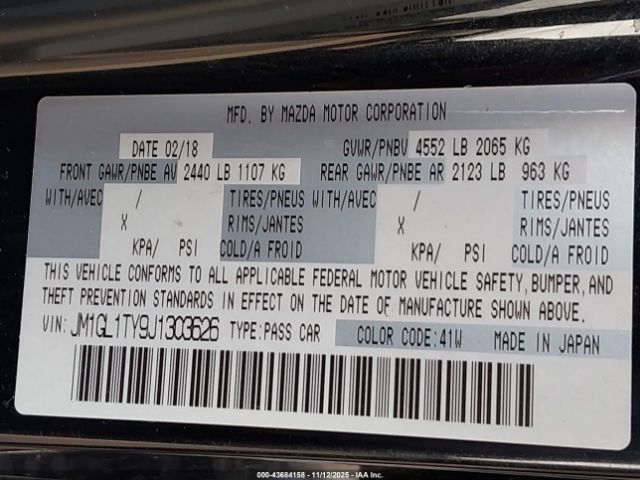 MFD. BY MAZDA MOTOR CORPORATION
DATE 02/18 GVWR/PNBV 4552 LB 2065 KG
FRONT GAWR/PNBE AV 2440 LB 1107 KG REAR GAWR/PNBE AR 2123 LB 963 KG
WITH/AVEC / TIRES/PNEUS WITH/AVEC / TIRES/PNEUS
X RIMS/JANTES X RIMS/JANTES
KPA/ PSI COLD/A FROID KPA/ PSI COLD/A FROID
THIS VEHICLE CONFORMS TO ALL APPLICABLE FEDERAL MOTOR VEHICLE SAFETY, BUMPER, AND
THEFT PREVENTION STANDARDS IN EFFECT ON THE DATE OF MANUFACTURE SHOWN ABOVE.
VIN: JM1GL1TY9J1303626 TYPE: PASS CAR COLOR CODE: 41W MADE IN JAPAN
000-43684158 - 11/12/2025 - IAA Inc.